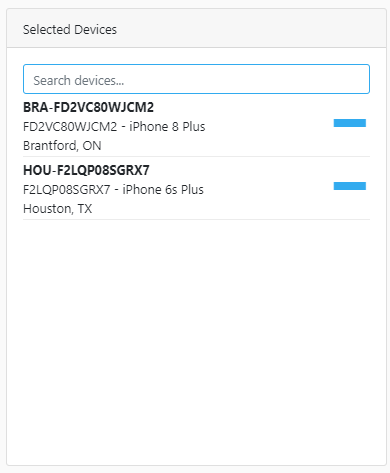 Selected Devices
Search devices...
BRA-FD2VC80WJCM2
FD2VC80WJCM2 - iPhone 8 Plus
Brantford, ON
HOU-F2LQP08SGRX7
F2LQP08SGRX7 - iPhone 6s Plus
Houston, TX